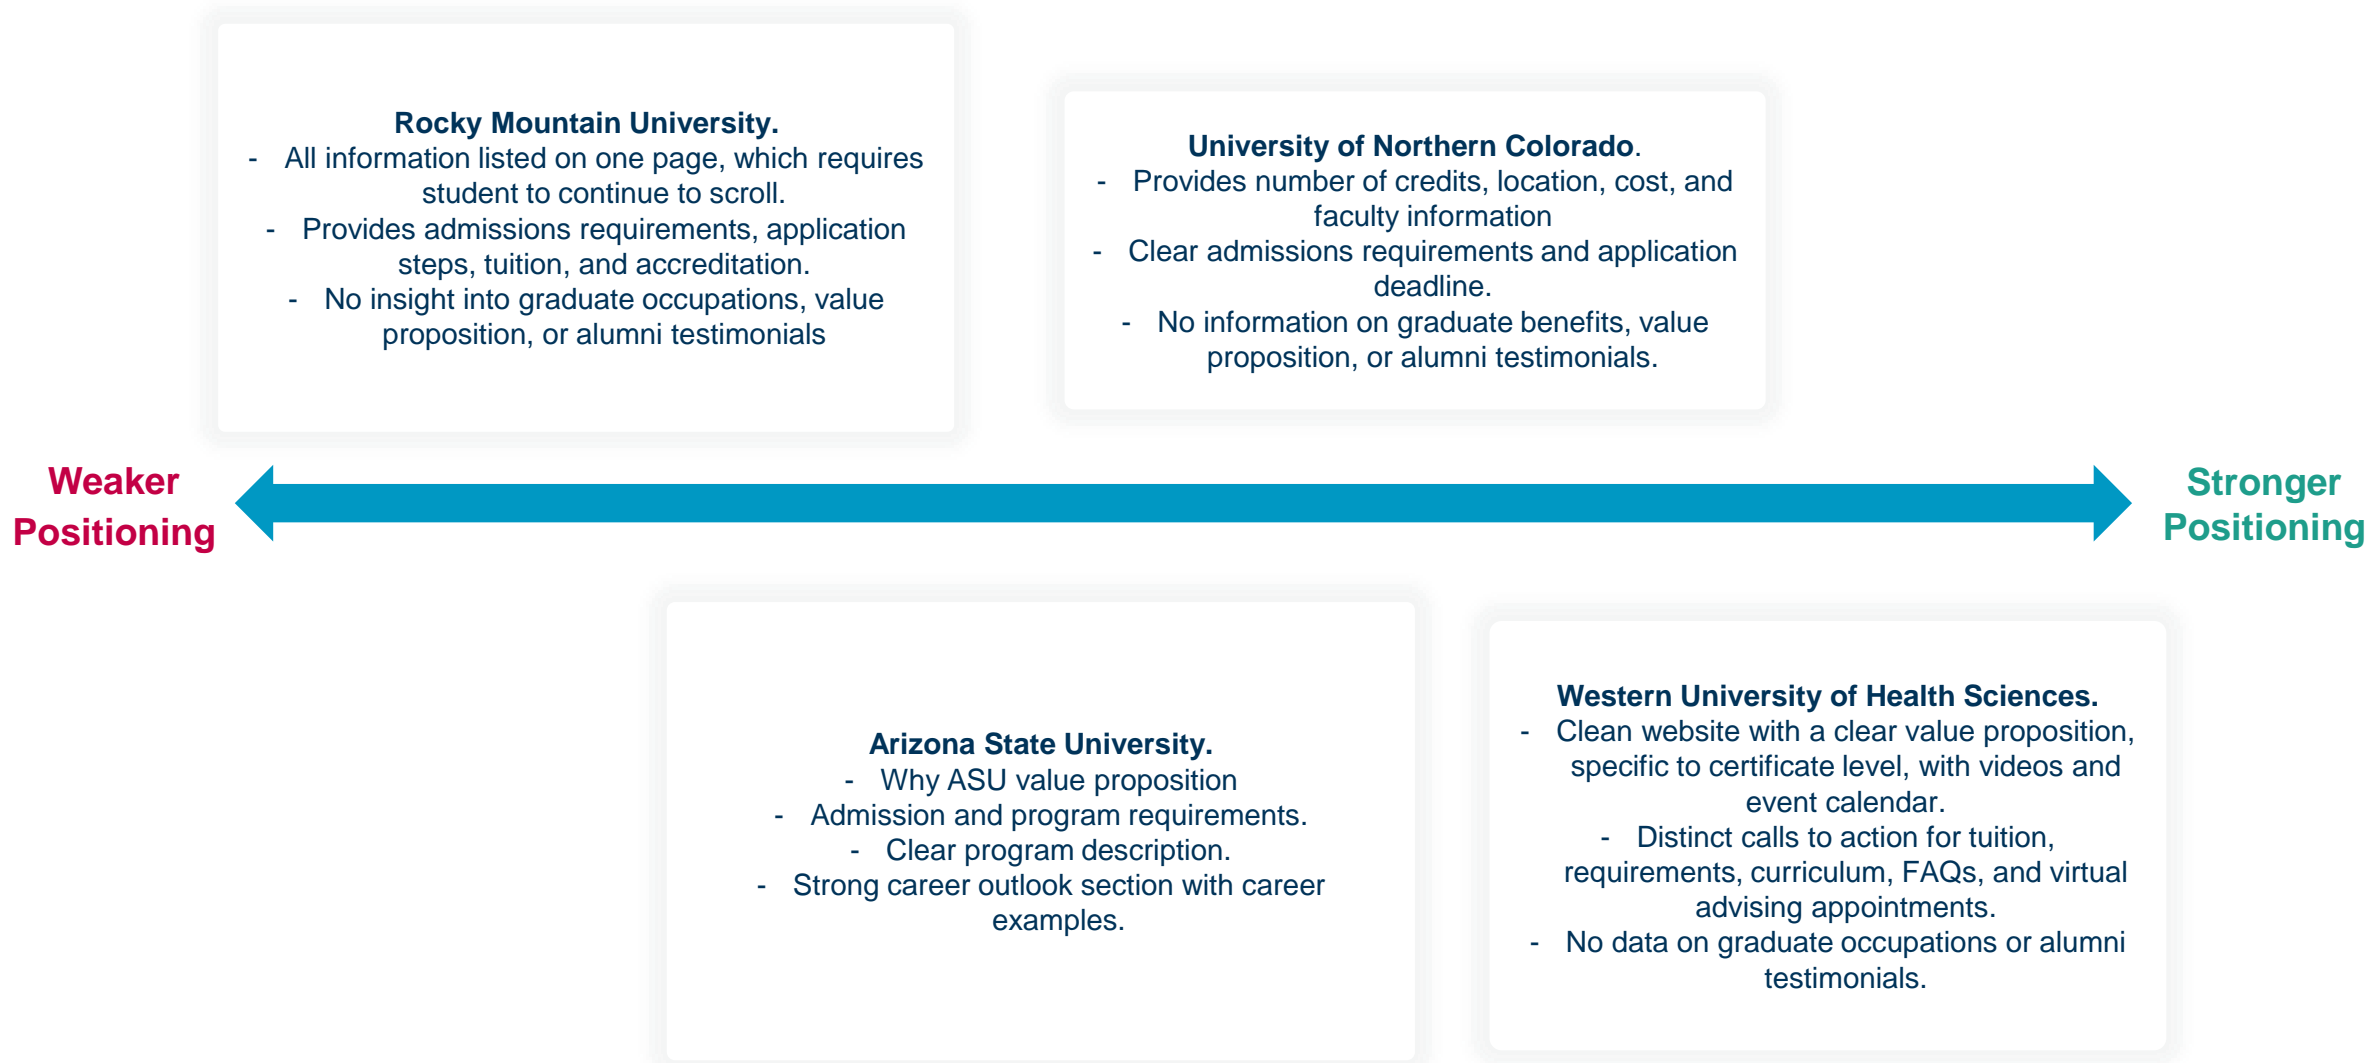 Rocky Mountain University.
- All information listed on one page, which requires
student to continue to scroll.
- Provides admissions requirements, application
steps, tuition, and accreditation.
- No insight into graduate occupations, value
proposition, or alumni testimonials
University of Northern Colorado.
- Provides number of credits, location, cost, and
faculty information
- Clear admissions requirements and application
deadline.
- No information on graduate benefits, value
proposition, or alumni testimonials.
Weaker
Positioning
Stronger
Positioning
Arizona State University.
- Why ASU value proposition
- Admission and program requirements.
- Clear program description.
- Strong career outlook section with career
examples.
Western University of Health Sciences.
- Clean website with a clear value proposition,
specific to certificate level, with videos and
event calendar.
- Distinct calls to action for tuition,
requirements, curriculum, FAQs, and virtual
advising appointments.
- No data on graduate occupations or alumni
testimonials.